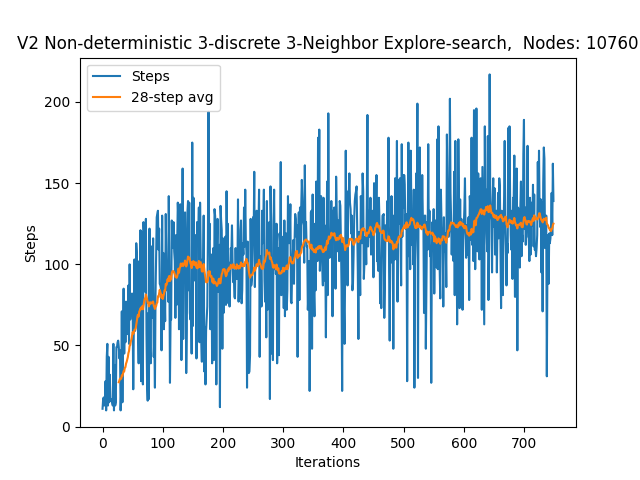 V2 Non-deterministic 3-discrete 3-Neighbor Explore-search,  Nodes: 10760
Steps
28-step avg
200
150
100
50
0
Steps
0 100 200 300 400 500 600 700
Iterations